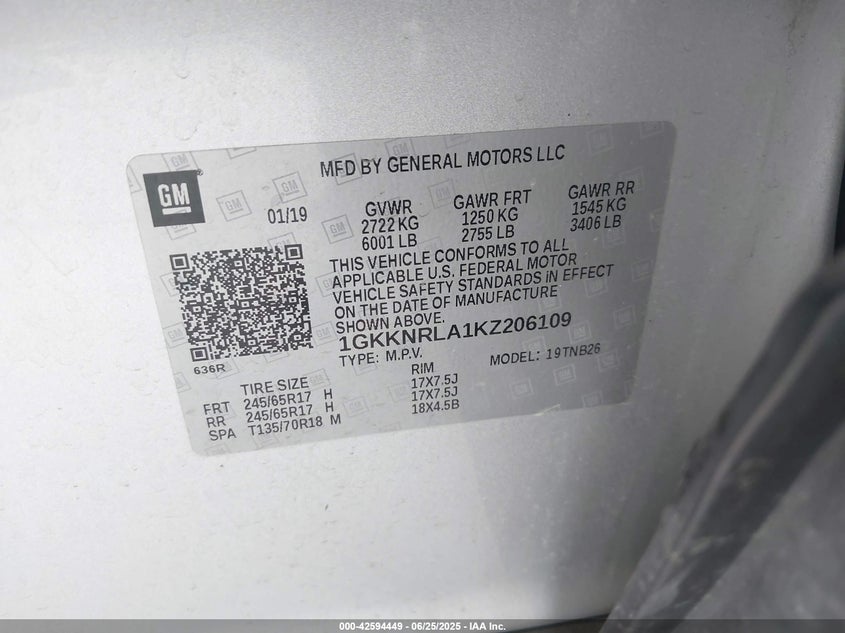 MFD BY GENERAL MOTORS LLC
GM
01/19
GVWR GAWR FRT GAWR RR
2722 KG 1250 KG 1545 KG
6001 LB 2755 LB 3406 LB
THIS VEHICLE CONFORMS TO ALL
APPLICABLE U.S. FEDERAL MOTOR
VEHICLE SAFETY STANDARDS IN EFFECT
ON THE DATE OF MANUFACTURE
SHOWN ABOVE.
1GKKNRLA1KZ206109
TYPE: M.P.V. MODEL: 19TNB26
636R
TIRE SIZE RIM
FRT 245/65R17 H 17X7.5J
RR 245/65R17 H 17X7.5J
SPA T135/70R18 M 18X4.5B
000-42594449 - 06/25/2025 - IAA Inc.